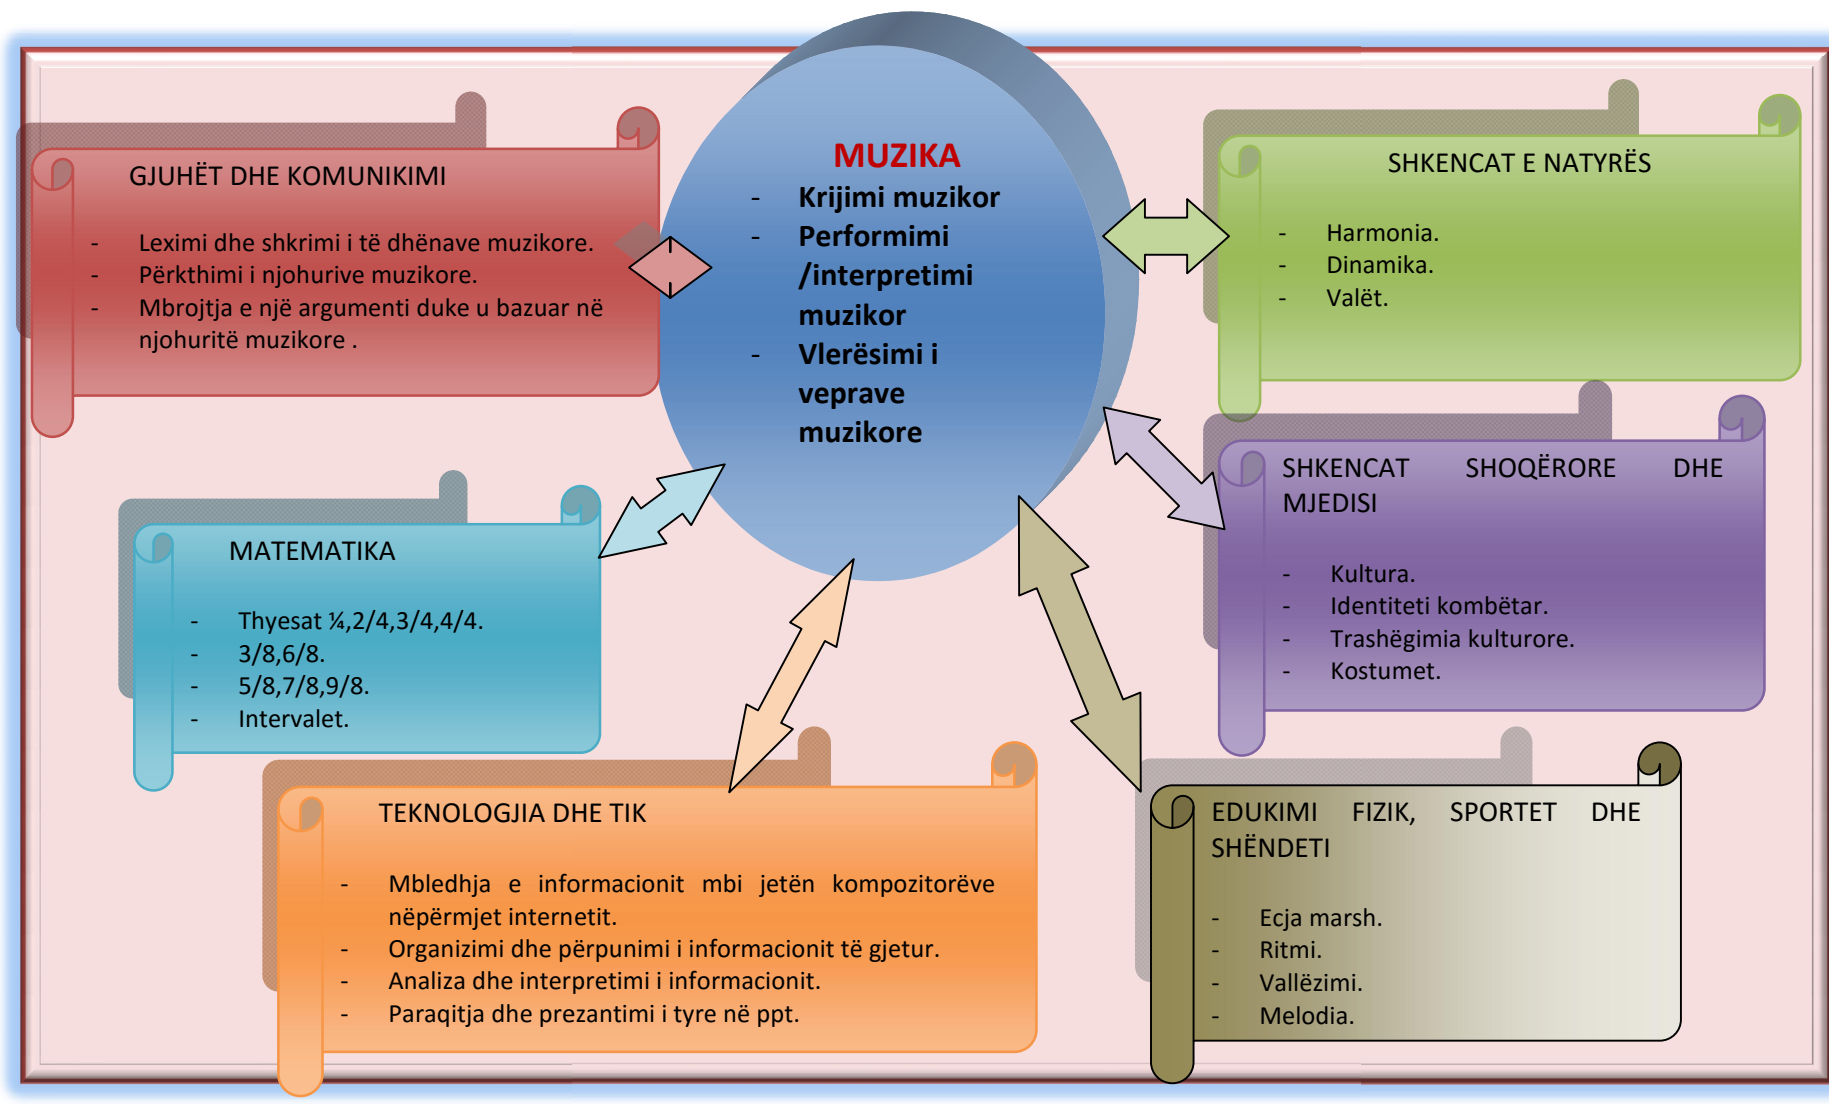 MUZIKA
- Krijimi muzikor
- Performimi
/interpretimi
muzikor
- Vlerësimi i
veprave
muzikore
GJUHËT DHE KOMUNIKIMI
- Leximi dhe shkrimi i të dhënave muzikore.
- Përkthimi i njohurive muzikore.
- Mbrojtja e një argumenti duke u bazuar në
njohuritë muzikore .
SHKENCAT E NATYRËS
- Harmonia.
- Dinamika.
- Valët.
MATEMATIKA
- Thyesat ¼,2/4,3/4,4/4.
- 3/8,6/8.
- 5/8,7/8,9/8.
- Intervalet.
SHKENCAT SHOQËRORE DHE
MJEDISI
- Kultura.
- Identiteti kombëtar.
- Trashëgimia kulturore.
- Kostumet.
TEKNOLOGJIA DHE TIK
- Mbledhja e informacionit mbi jetën kompozitorëve
nëpërmjet internetit.
- Organizimi dhe përpunimi i informacionit të gjetur.
- Analiza dhe interpretimi i informacionit.
- Paraqitja dhe prezantimi i tyre në ppt.
EDUKIMI FIZIK, SPORTET DHE
SHËNDETI
- Ecja marsh.
- Ritmi.
- Vallëzimi.
- Melodia.